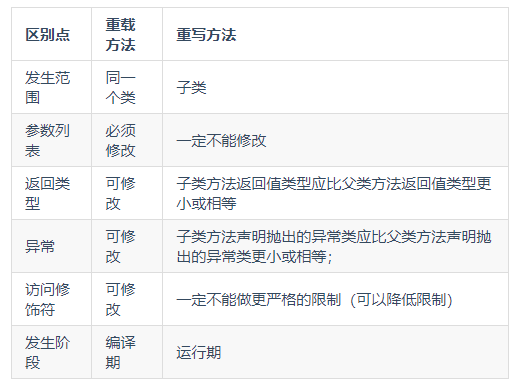 区别点
重载
方法
重写方法
发生范
围
同一
个类
子类
参数列
表
必须
修改
一定不能修改
返回类
型
可修
改
子类方法返回值类型应比父类方法返回值类型更
小或相等
异常
可修
改
子类方法声明抛出的异常类应比父类方法声明抛
出的异常类更小或相等；
访问修
饰符
可修
改
一定不能做更严格的限制（可以降低限制）
发生阶
段
编译
期
运行期